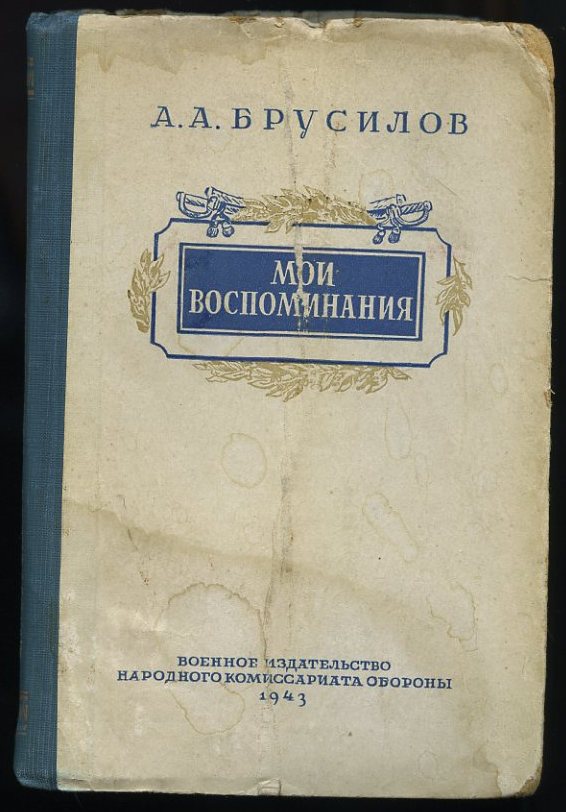 А. А. БРУСИЛОВ
МОИ
ВОСПОМИНАНИЯ
ВОЕННОЕ ИЗДАТЕЛЬСТВО
НАРОДНОГО КОМИССАРИАТА ОБОРОНЫ
1943